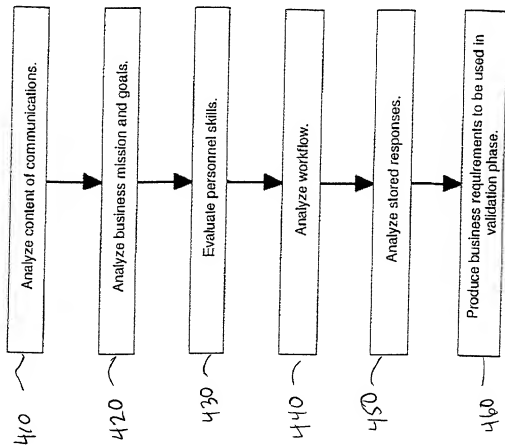 410
Analyze content of communications.
420
Analyze business mission and goals.
430
Evaluate personnel skills.
440
Analyze workflow.
450
Analyze stored responses.
460
Produce business requirements to be used in
validation phase.